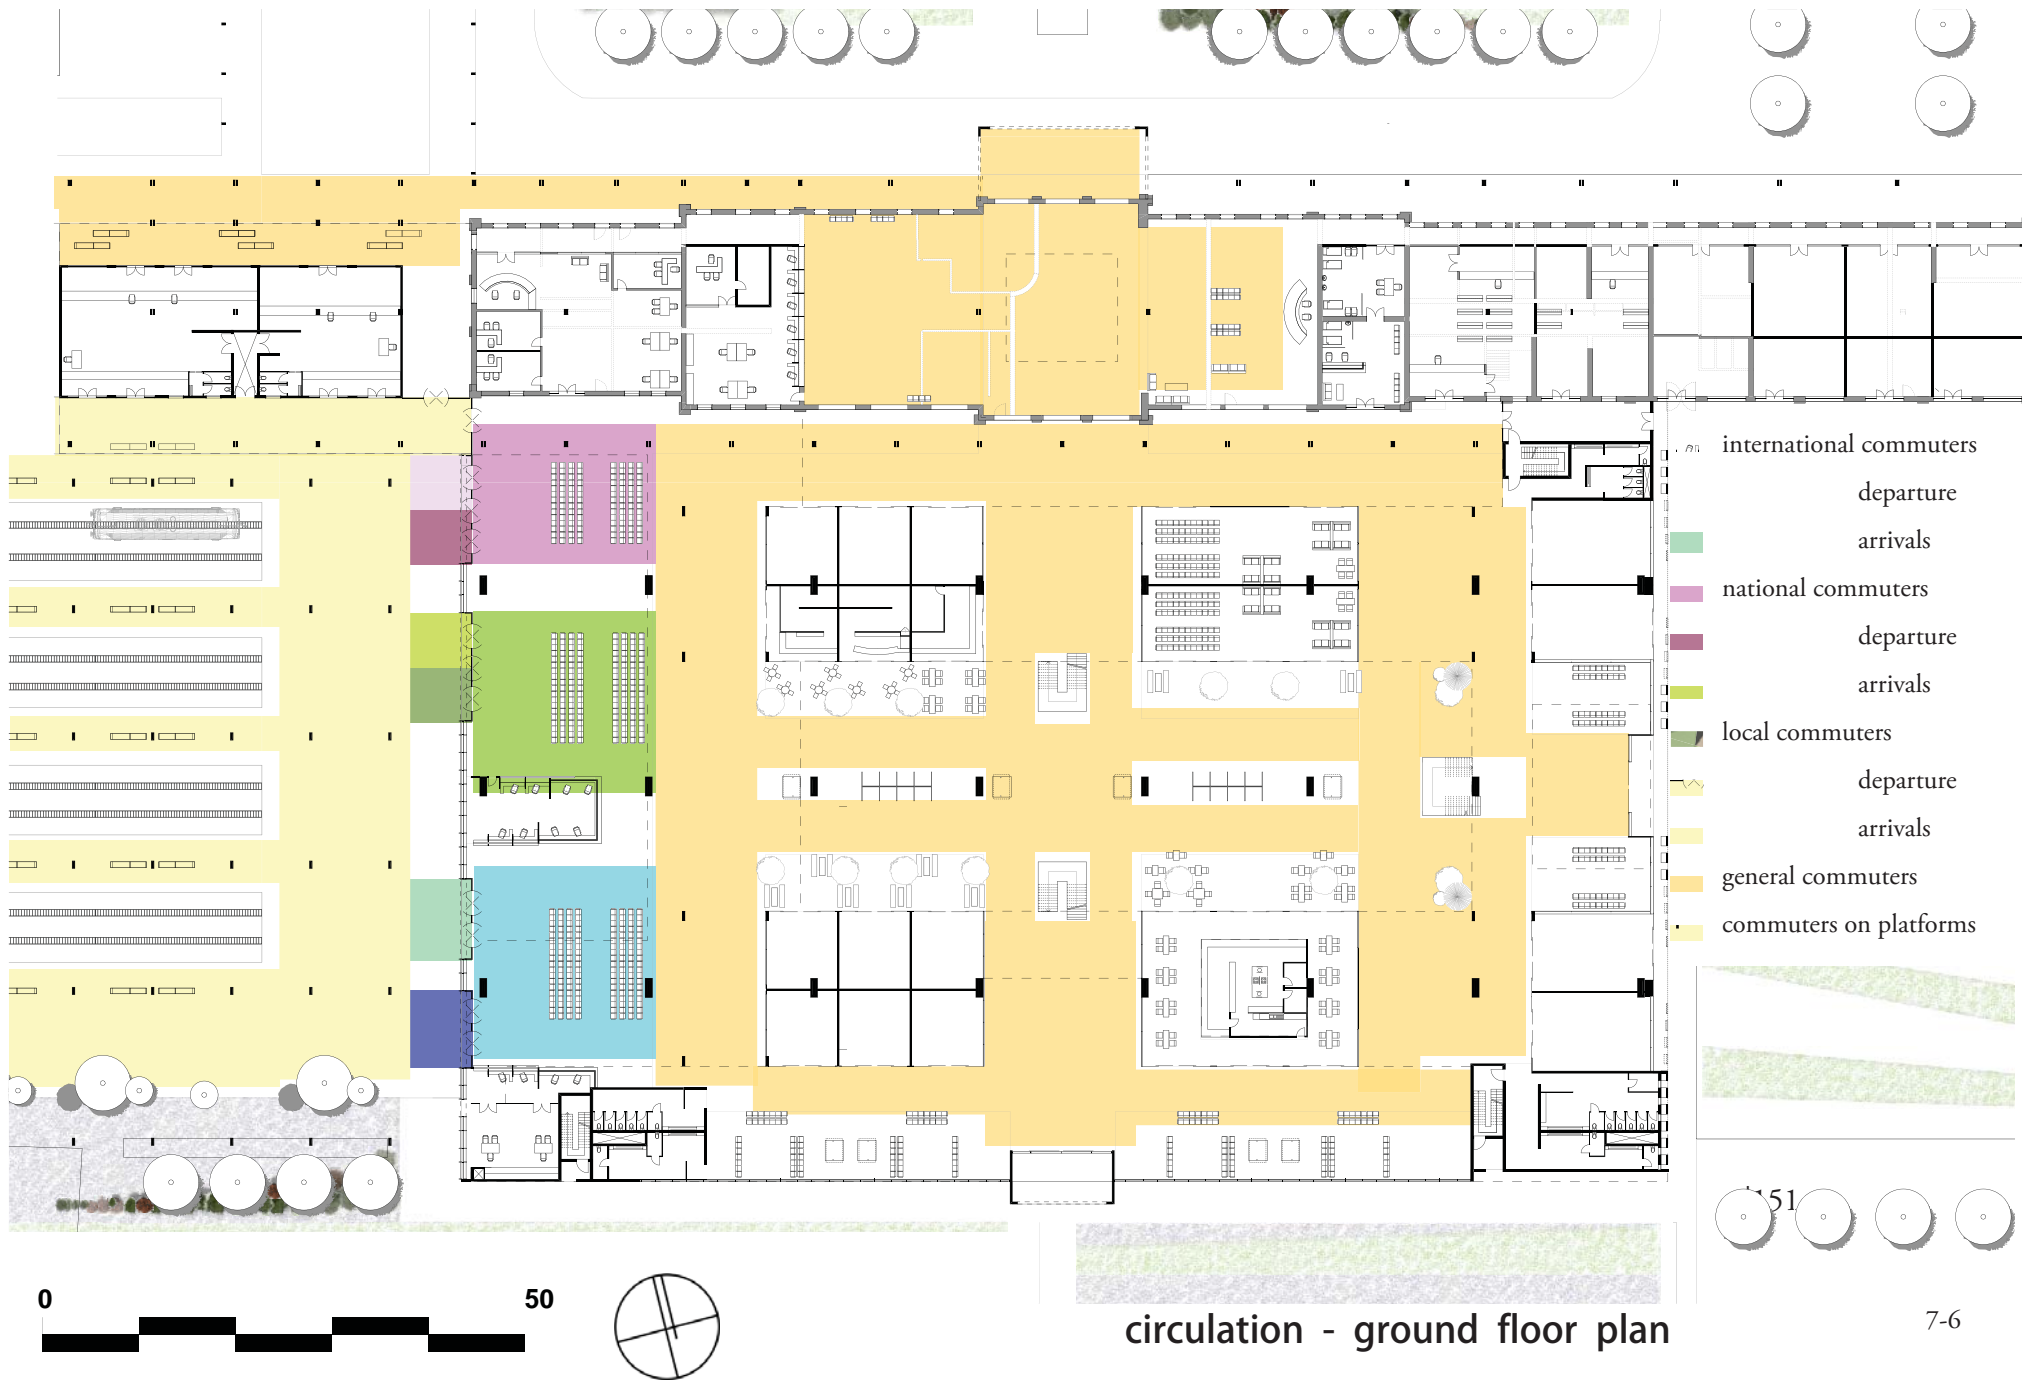 international commuters
departure
arrivals
national commuters
departure
arrivals
local commuters
departure
arrivals
general commuters
commuters on platforms
151
0 50
circulation - ground floor plan
7-6